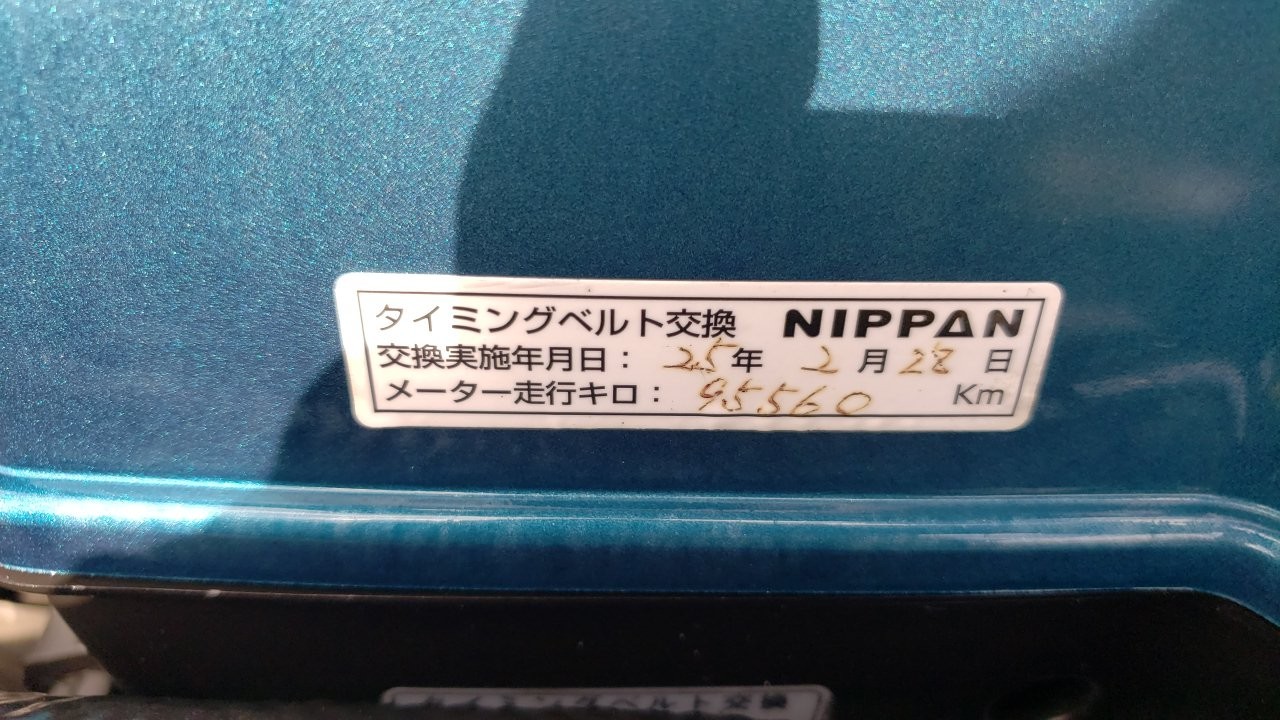 タイミングベルト交換 NIPPAN
交換実施年月日： 25年 2月28日
メーター走行キロ： 95560 Km